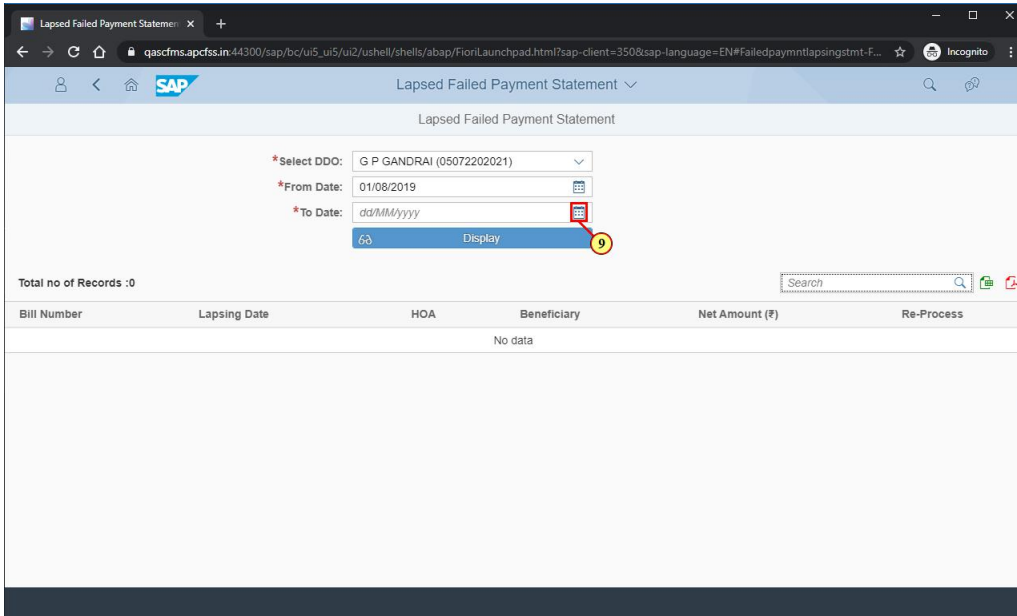 Lapsed Failed Payment Statemen
qascfms.apcfss.in:44300/sap/bc/ui5_ui5/ui2/ushell/shells/abap/FioriLaunchpad.html?sap-client=350&sap-language=EN#Failedpaymntlapsingstmt-F... Incognito
SAP Lapsed Failed Payment Statement
Lapsed Failed Payment Statement
*Select DDO: G P GANDRAI (05072202021)
*From Date: 01/08/2019
*To Date: dd/MM/yyyy
Display
9
Total no of Records :0 Search
Bill Number Lapsing Date HOA Beneficiary Net Amount (₹) Re-Process
No data